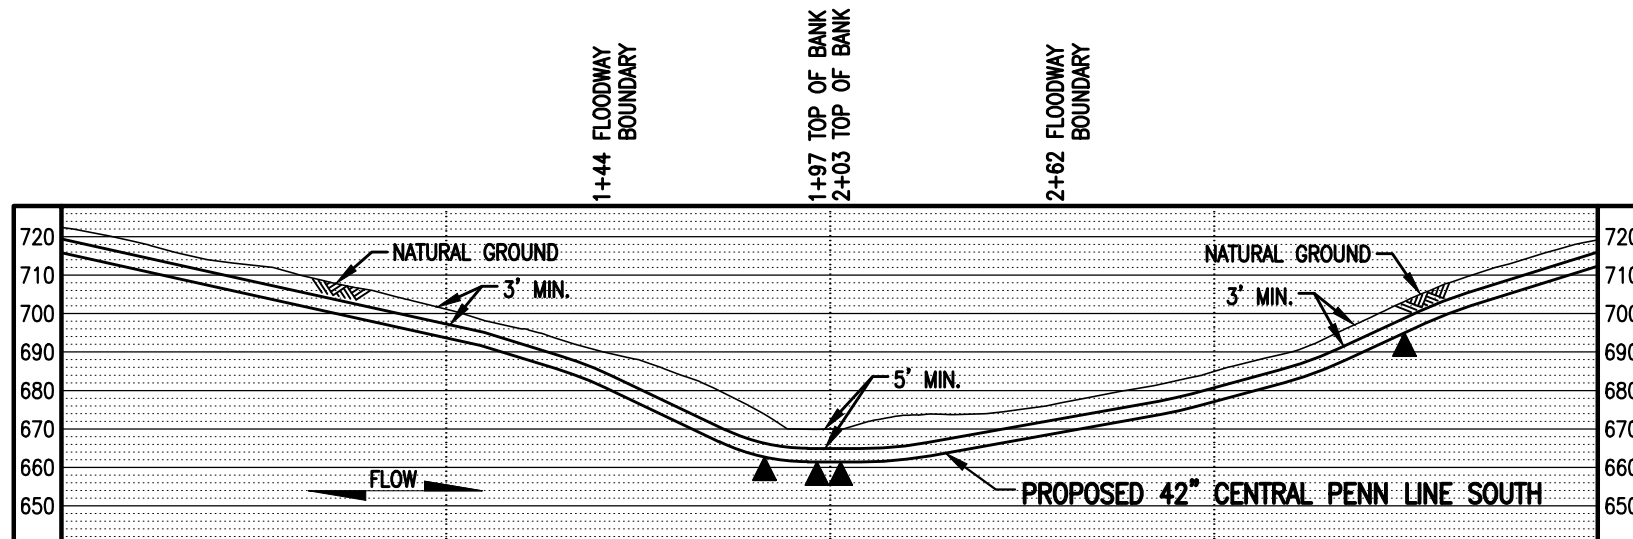 1+44 FLOODWAY
BOUNDARY
1+97 TOP OF BANK
2+03 TOP OF BANK
2+62 FLOODWAY
BOUNDARY
720
710
700
690
680
670
660
650
NATURAL GROUND
3' MIN.
5' MIN.
FLOW
NATURAL GROUND
3' MIN.
PROPOSED 42" CENTRAL PENN LINE SOUTH
720
710
700
690
680
670
660
650